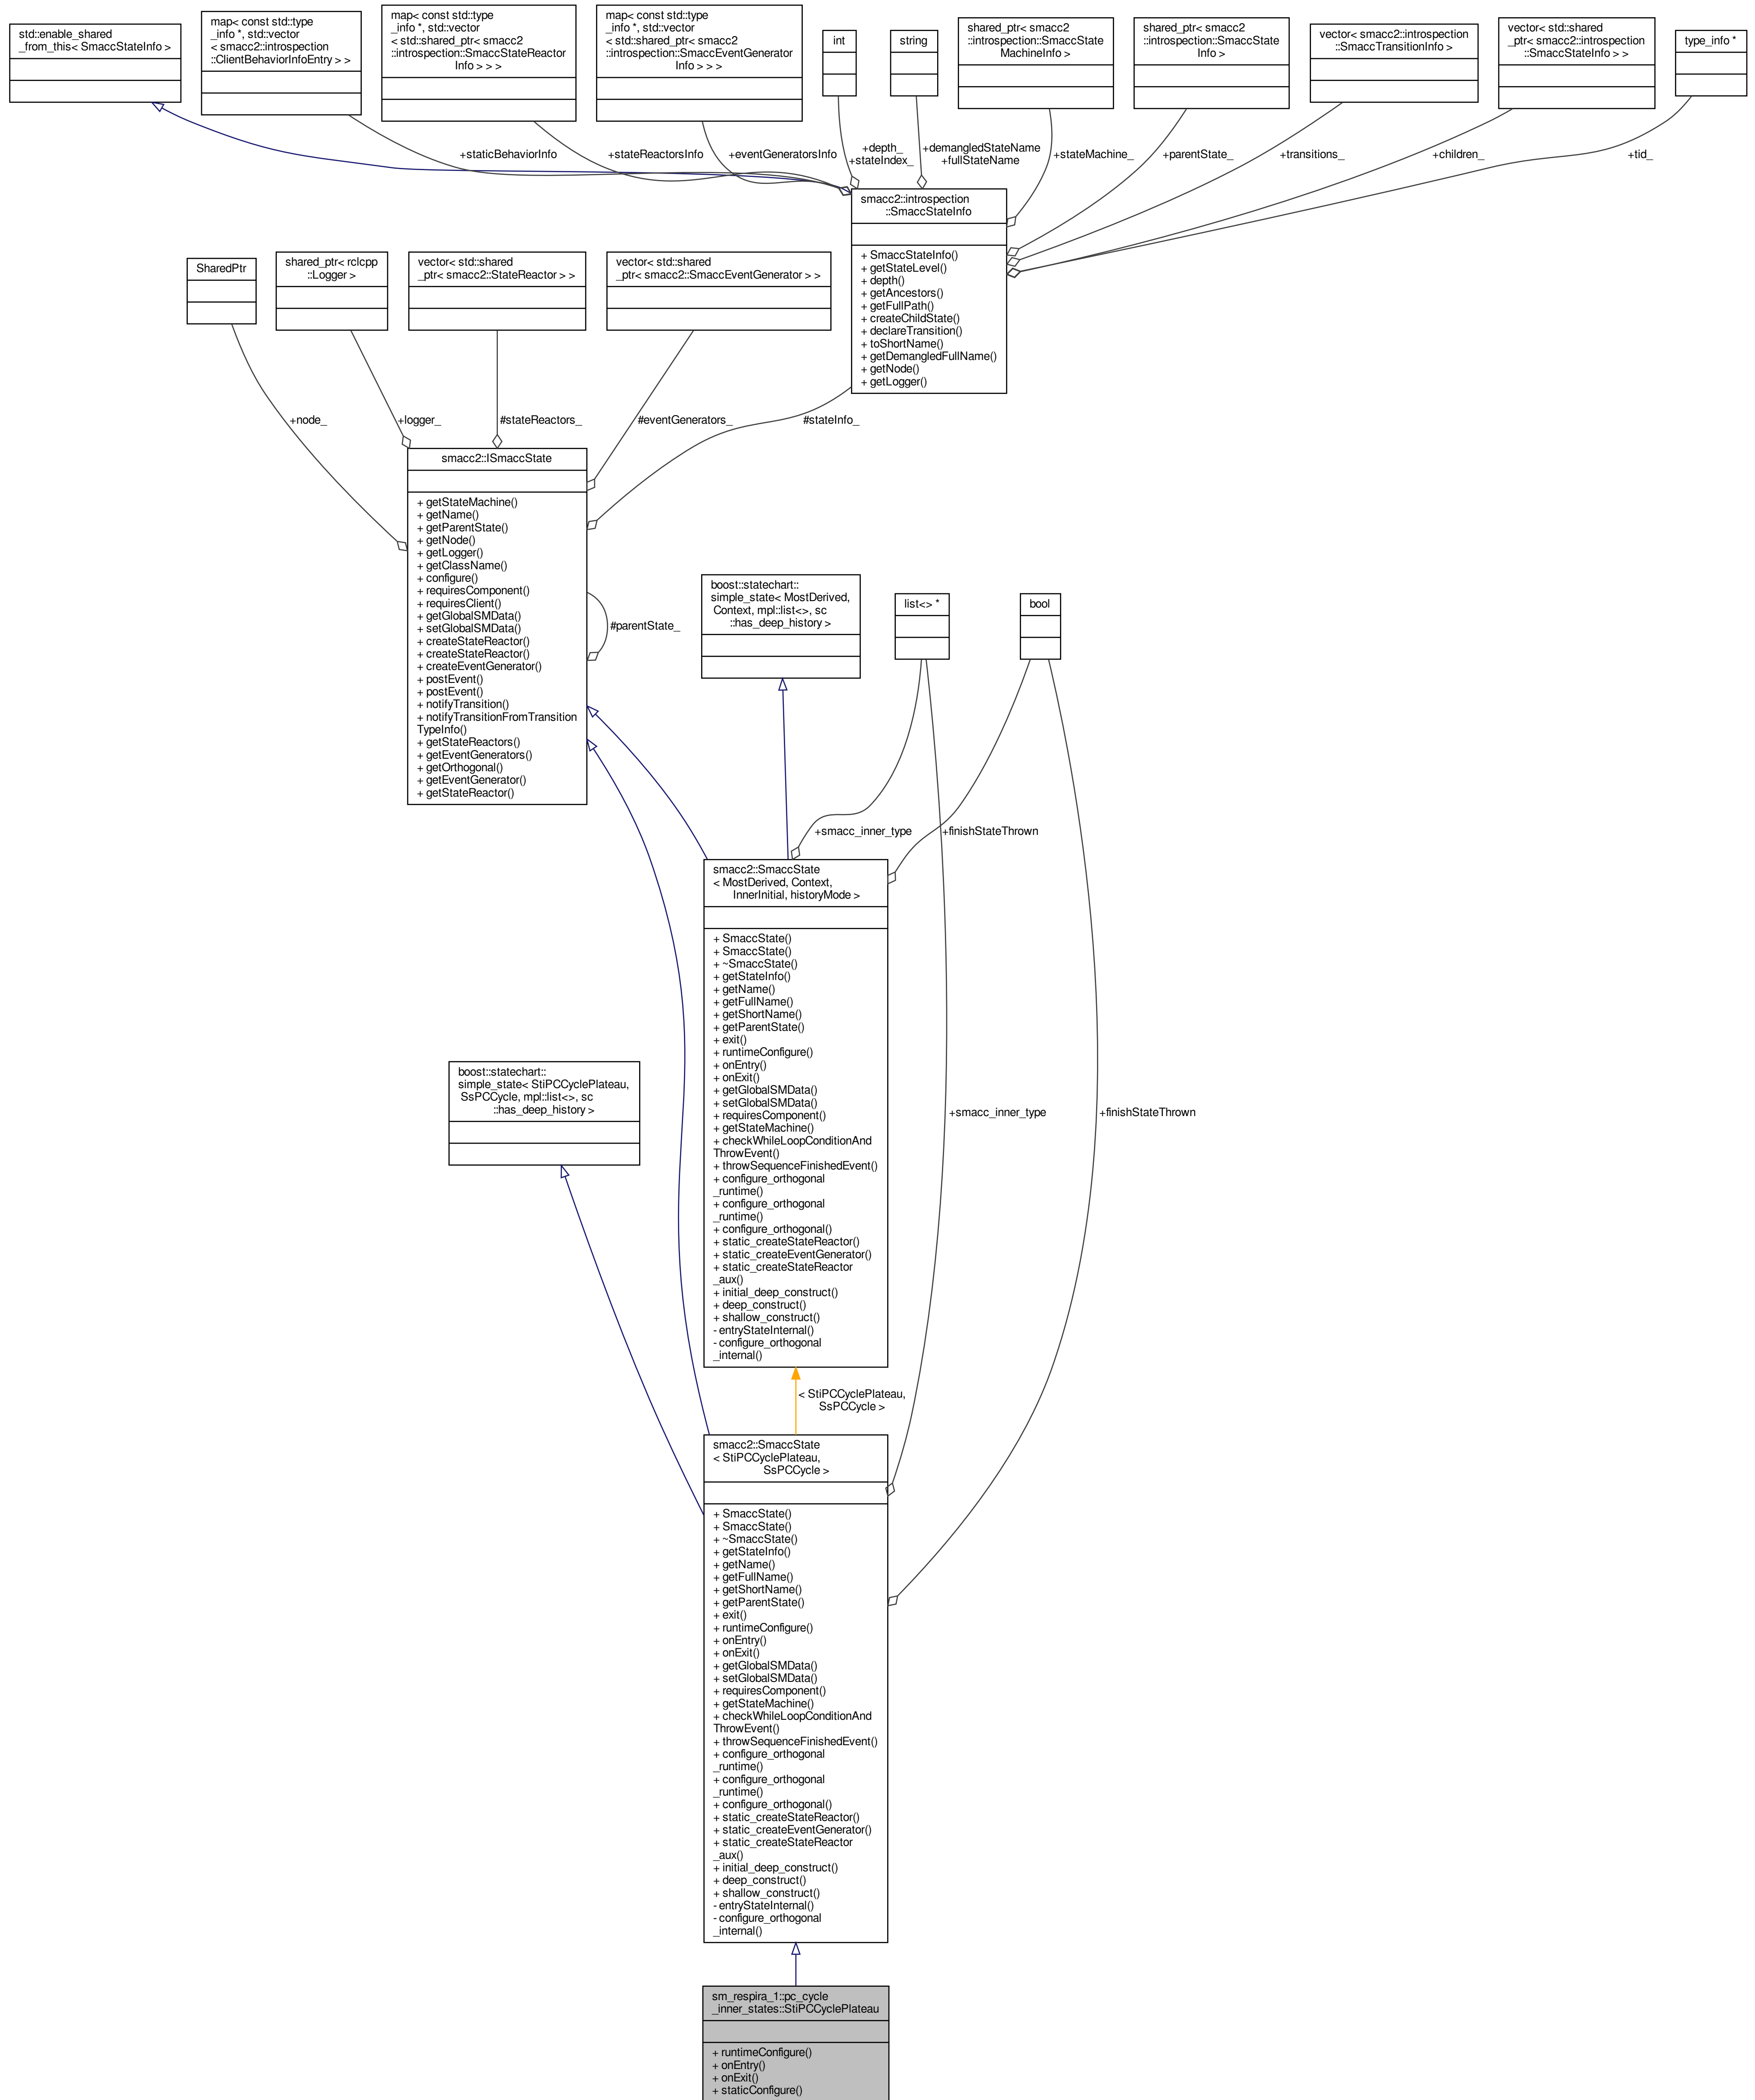 std::enable_shared
_from_this< SmaccStateInfo >
map< const std::type
_info *, std::vector
< smacc2::introspection
::ClientBehaviorInfoEntry > >
map< const std::type
_info *, std::vector
< std::shared_ptr< smacc2
::introspection::SmaccStateReactor
Info > > >
map< const std::type
_info *, std::vector
< std::shared_ptr< smacc2
::introspection::SmaccEventGenerator
Info > > >
int
string
shared_ptr< smacc2
::introspection::SmaccState
MachineInfo >
shared_ptr< smacc2
::introspection::SmaccState
Info >
vector< smacc2::introspection
::SmaccTransitionInfo >
vector< std::shared
_ptr< smacc2::introspection
::SmaccStateInfo > >
type_info *
+staticBehaviorInfo
+stateReactorsInfo
+eventGeneratorsInfo
+depth_
+stateIndex_
+demangledStateName
+fullStateName
+stateMachine_
+parentState_
+transitions_
+children_
+tid_
smacc2::introspection
::SmaccStateInfo
+ SmaccStateInfo()
+ getStateLevel()
+ depth()
+ getAncestors()
+ getFullPath()
+ createChildState()
+ declareTransition()
+ toShortName()
+ getDemangledFullName()
+ getNode()
+ getLogger()
SharedPtr
shared_ptr< rclcpp
::Logger >
vector< std::shared
_ptr< smacc2::StateReactor > >
vector< std::shared
_ptr< smacc2::SmaccEventGenerator > >
+node_
+logger_
#stateReactors_
#eventGenerators_
#stateInfo_
smacc2::ISmaccState
+ getStateMachine()
+ getName()
+ getParentState()
+ getNode()
+ getLogger()
+ getClassName()
+ configure()
+ requiresComponent()
+ requiresClient()
+ getGlobalSMData()
+ setGlobalSMData()
+ createStateReactor()
+ createStateReactor()
+ createEventGenerator()
+ postEvent()
+ postEvent()
+ notifyTransition()
+ notifyTransitionFromTransition
TypeInfo()
+ getStateReactors()
+ getEventGenerators()
+ getOrthogonal()
+ getEventGenerator()
+ getStateReactor()
#parentState_
boost::statechart::
simple_state< MostDerived,
Context, mpl::list<>, sc
::has_deep_history >
list<> *
bool
+smacc_inner_type
+finishStateThrown
smacc2::SmaccState
< MostDerived, Context,
InnerInitial, historyMode >
+ SmaccState()
+ SmaccState()
+ ~SmaccState()
+ getStateInfo()
+ getName()
+ getFullName()
+ getShortName()
+ getParentState()
+ exit()
+ runtimeConfigure()
+ onEntry()
+ onExit()
+ getGlobalSMData()
+ setGlobalSMData()
+ requiresComponent()
+ getStateMachine()
+ checkWhileLoopConditionAnd
ThrowEvent()
+ throwSequenceFinishedEvent()
+ configure_orthogonal
_runtime()
+ configure_orthogonal
_runtime()
+ configure_orthogonal()
+ static_createStateReactor()
+ static_createEventGenerator()
+ static_createStateReactor
_aux()
+ initial_deep_construct()
+ deep_construct()
+ shallow_construct()
- entryStateInternal()
- configure_orthogonal
_internal()
boost::statechart::
simple_state< StiPCCyclePlateau,
SsPCCycle, mpl::list<>, sc
::has_deep_history >
+smacc_inner_type
+finishStateThrown
< StiPCCyclePlateau,
SsPCCycle >
smacc2::SmaccState
< StiPCCyclePlateau,
SsPCCycle >
+ SmaccState()
+ SmaccState()
+ ~SmaccState()
+ getStateInfo()
+ getName()
+ getFullName()
+ getShortName()
+ getParentState()
+ exit()
+ runtimeConfigure()
+ onEntry()
+ onExit()
+ getGlobalSMData()
+ setGlobalSMData()
+ requiresComponent()
+ getStateMachine()
+ checkWhileLoopConditionAnd
ThrowEvent()
+ throwSequenceFinishedEvent()
+ configure_orthogonal
_runtime()
+ configure_orthogonal
_runtime()
+ configure_orthogonal()
+ static_createStateReactor()
+ static_createEventGenerator()
+ static_createStateReactor
_aux()
+ initial_deep_construct()
+ deep_construct()
+ shallow_construct()
- entryStateInternal()
- configure_orthogonal
_internal()
sm_respira_1::pc_cycle
_inner_states::StiPCCyclePlateau
+ runtimeConfigure()
+ onEntry()
+ onExit()
+ staticConfigure()